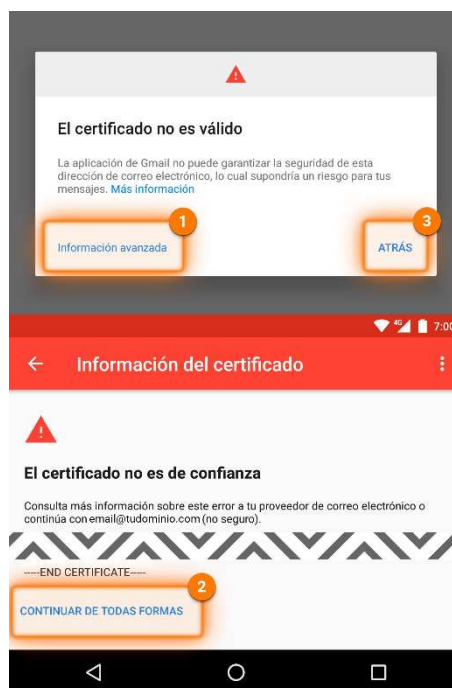 El certificado no es válido
La aplicación de Gmail no puede garantizar la seguridad de esta
dirección de correo electrónico, lo cual supondría un riesgo para tus
mensajes. Más información
1
3
Información avanzada
ATRÁS
4G 7:00
Información del certificado
El certificado no es de confianza
Consulta más información sobre este error a tu proveedor de correo electrónico o
continúa con email@tudominio.com (no seguro).
-----END CERTIFICATE-----
2
CONTINUAR DE TODAS FORMAS